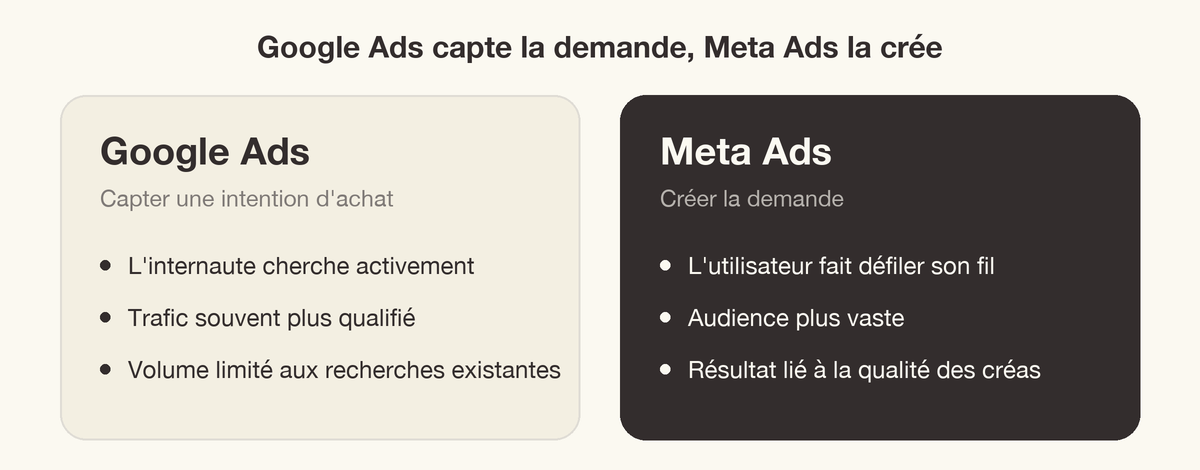 Google Ads capte la demande, Meta Ads la crée
Google Ads
Capter une intention d'achat
L'internaute cherche activement
Trafic souvent plus qualifié
Volume limité aux recherches existantes
Meta Ads
Créer la demande
L'utilisateur fait défiler son fil
Audience plus vaste
Résultat lié à la qualité des créas